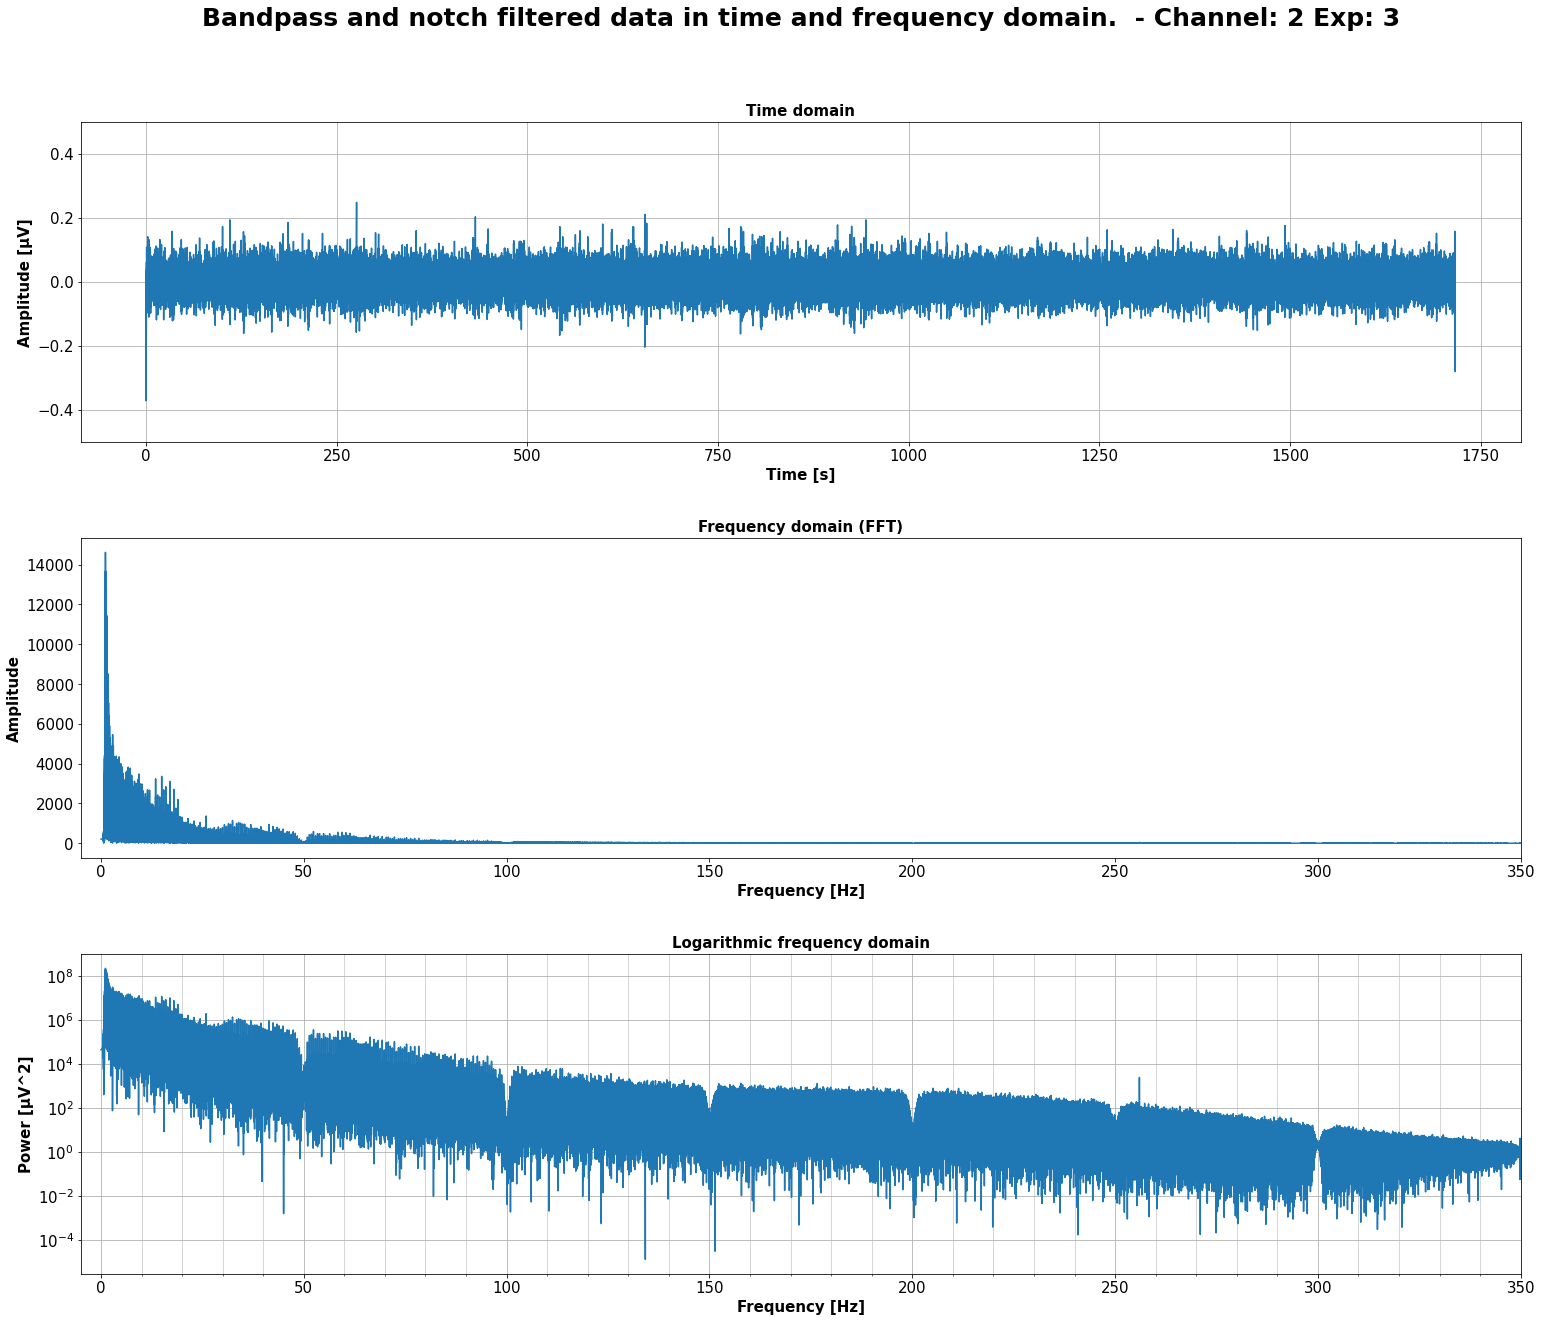 Bandpass and notch filtered data in time and frequency domain.  - Channel: 2 Exp: 3
Time domain
Amplitude [µV]
0.4
0.2
0.0
−0.2
−0.4
0 250 500 750 1000 1250 1500 1750
Time [s]
Frequency domain (FFT)
Amplitude
14000
12000
10000
8000
6000
4000
2000
0
0 50 100 150 200 250 300 350
Frequency [Hz]
Logarithmic frequency domain
Power [µV^2]
10^8
10^6
10^4
10^2
10^0
10^−2
10^−4
0 50 100 150 200 250 300 350
Frequency [Hz]